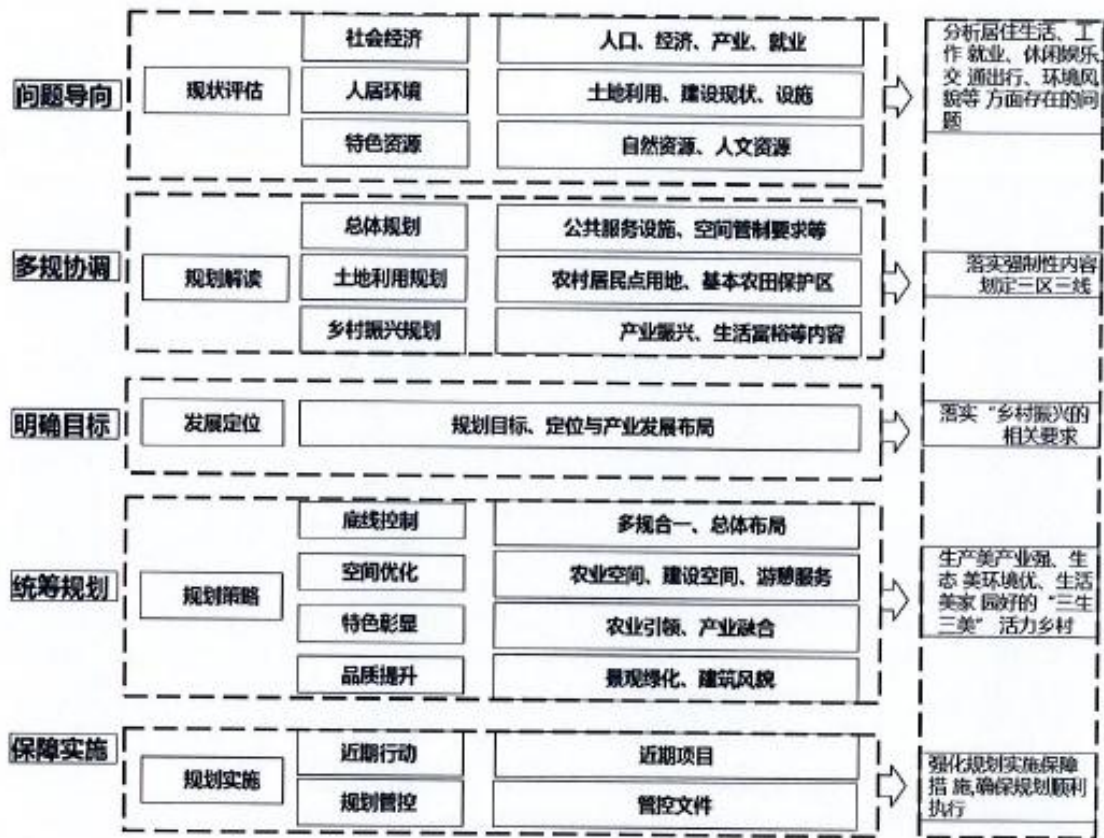 问题导向
现状评估
社会经济
人口、经济、产业、就业
人居环境
土地利用、建设现状、设施
特色资源
自然资源、人文资源
分析居住生活、工
作 就业、休闲娱乐,
交 通出行、环境风
貌等 方面存在的问
题
多规协调
规划解读
总体规划
公共服务设施、空间管制要求等
土地利用规划
农村居民点用地、基本农田保护区
乡村振兴规划
产业振兴、生活富裕等内容
落实强制性内容
划定三区三线
明确目标
发展定位
规划目标、定位与产业发展布局
落实“乡村振兴的
相关要求
统筹规划
规划策略
底线控制
多规合一、总体布局
空间优化
农业空间、建设空间、游憩服务
特色彰显
农业引领、产业融合
品质提升
景观绿化、建筑风貌
生产美产业强、生
态 美环境优、生活
美家 园好的“三生
三美” 活力乡村
保障实施
规划实施
近期行动
近期项目
规划管控
管控文件
强化规划实施保障
措 施,确保规划顺利
执行